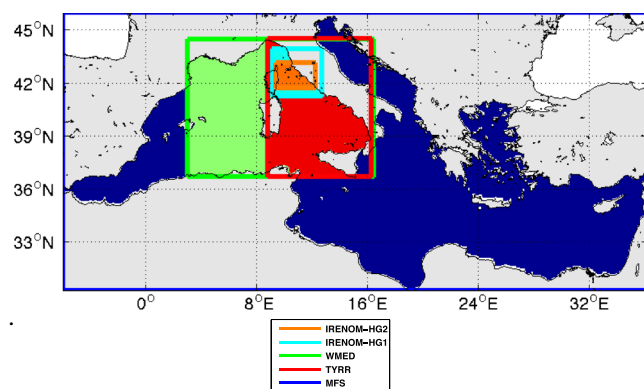 45°N
42°N
39°N
36°N
33°N
0° 8°E 16°E 24°E 32°E
IRENOM-HG2
IRENOM-HG1
WMED
TYRR
MFS